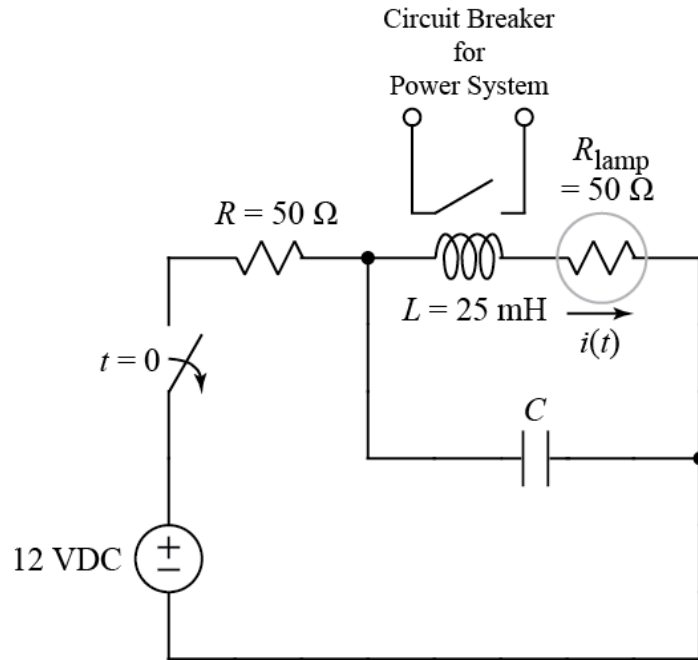 Circuit Breaker
for
Power System
R_lamp
= 50 Ω
R = 50 Ω
L = 25 mH
i(t)
t = 0
C
12 VDC
+
−